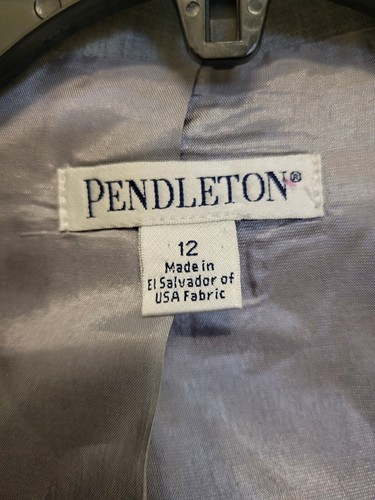 PENDLETON®
12
Made in
El Salvador of
USA Fabric